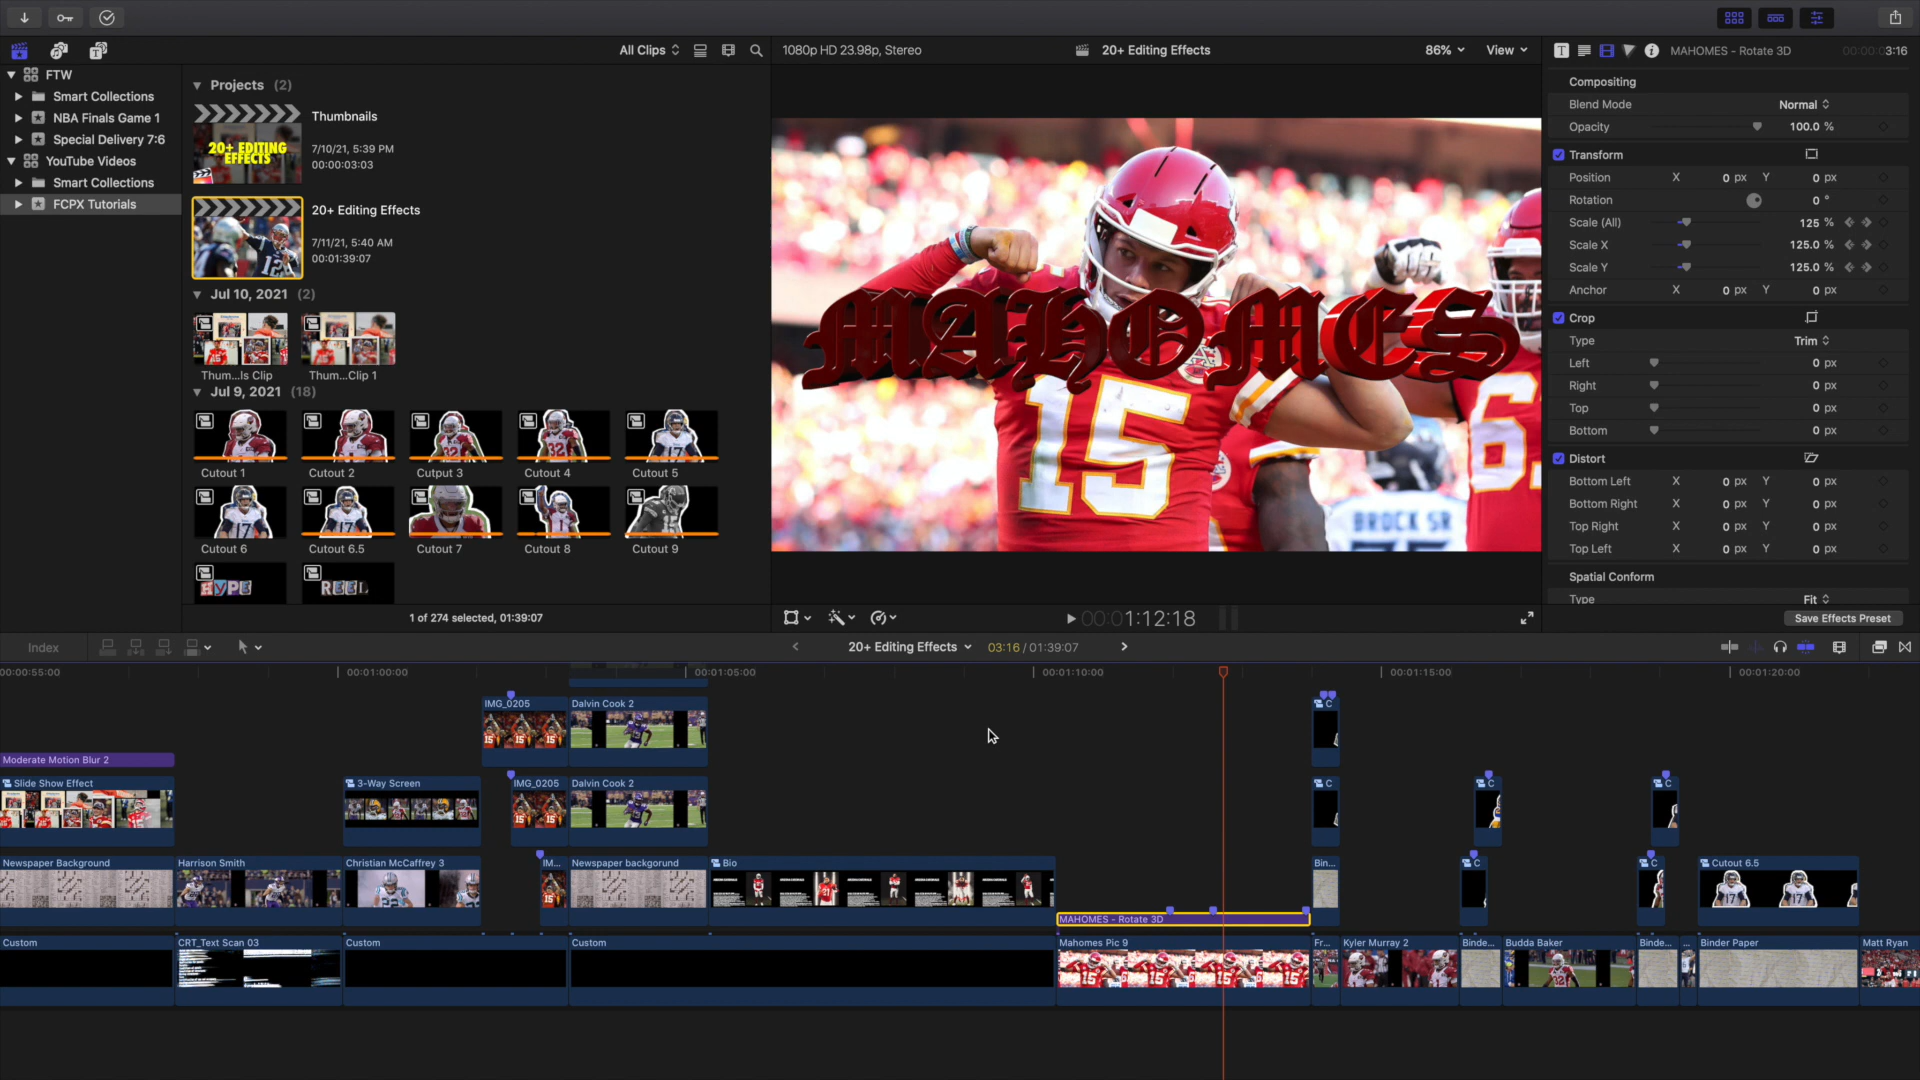 All Clips
1080p HD 23.98p, Stereo
20+ Editing Effects
86%
View
MAHOMES - Rotate 3D
00:00:03:16
FTW
Smart Collections
NBA Finals Game 1
Special Delivery 7:6
YouTube Videos
Smart Collections
FCPX Tutorials
Projects (2)
20+ EDITING
EFFECTS
Thumbnails
7/10/21, 5:39 PM
00:00:03:03
20+ Editing Effects
7/11/21, 5:40 AM
00:01:39:07
Jul 10, 2021 (2)
Thum...ls Clip
Thum...Clip 1
Jul 9, 2021 (18)
Cutout 1
Cutout 2
Cutput 3
Cutout 4
Cutout 5
Cutout 6
Cutout 6.5
Cutout 7
Cutout 8
Cutout 9
HYPE
REEL
1 of 274 selected, 01:39:07
MAHOMES
15
6
BROCK SR
00:00:01:12:18
Compositing
Blend Mode Normal
Opacity 100.0 %
Transform
Position X 0 px Y 0 px
Rotation 0 °
Scale (All) 125 %
Scale X 125.0 %
Scale Y 125.0 %
Anchor X 0 px Y 0 px
Crop
Type Trim
Left 0 px
Right 0 px
Top 0 px
Bottom 0 px
Distort
Bottom Left X 0 px Y 0 px
Bottom Right X 0 px Y 0 px
Top Right X 0 px Y 0 px
Top Left X 0 px Y 0 px
Spatial Conform
Type Fit
Save Effects Preset
Index
20+ Editing Effects
03:16 / 01:39:07
00:00:55:00
00:01:00:00
00:01:05:00
00:01:10:00
00:01:15:00
00:01:20:00
IMG_0205
Dalvin Cook 2
C
Moderate Motion Blur 2
Slide Show Effect
3-Way Screen
IMG_0205
Dalvin Cook 2
C
C
C
Newspaper Background
Harrison Smith
Christian McCaffrey 3
IM...
Newspaper backgorund
Bio
Bin...
C
C
Cutout 6.5
MAHOMES - Rotate 3D
Custom
CRT_Text Scan 03
Custom
Custom
Mahomes Pic 9
Fr...
Kyler Murray 2
Binde...
Budda Baker
Binde...
...
Binder Paper
Matt Ryan